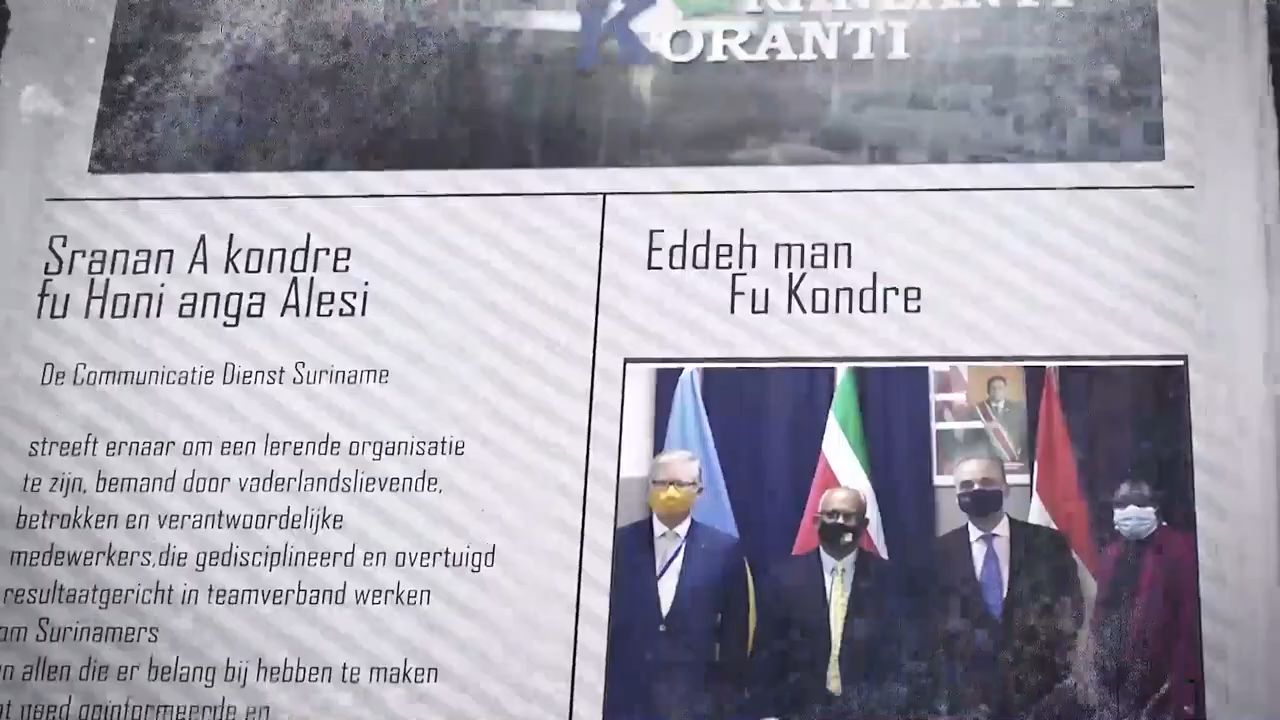 KORANTI
Sranan A kondre
fu Honi anga Alesi
De Communicatie Dienst Suriname
streeft ernaar om een lerende organisatie
te zijn, bemand door vaderlandslievende,
betrokken en verantwoordelijke
medewerkers,die gedisciplineerd en overtuigd
resultaatgericht in teamverband werken
om Surinamers
allen die er belang bij hebben te maken
Eddeh man
Fu Kondre